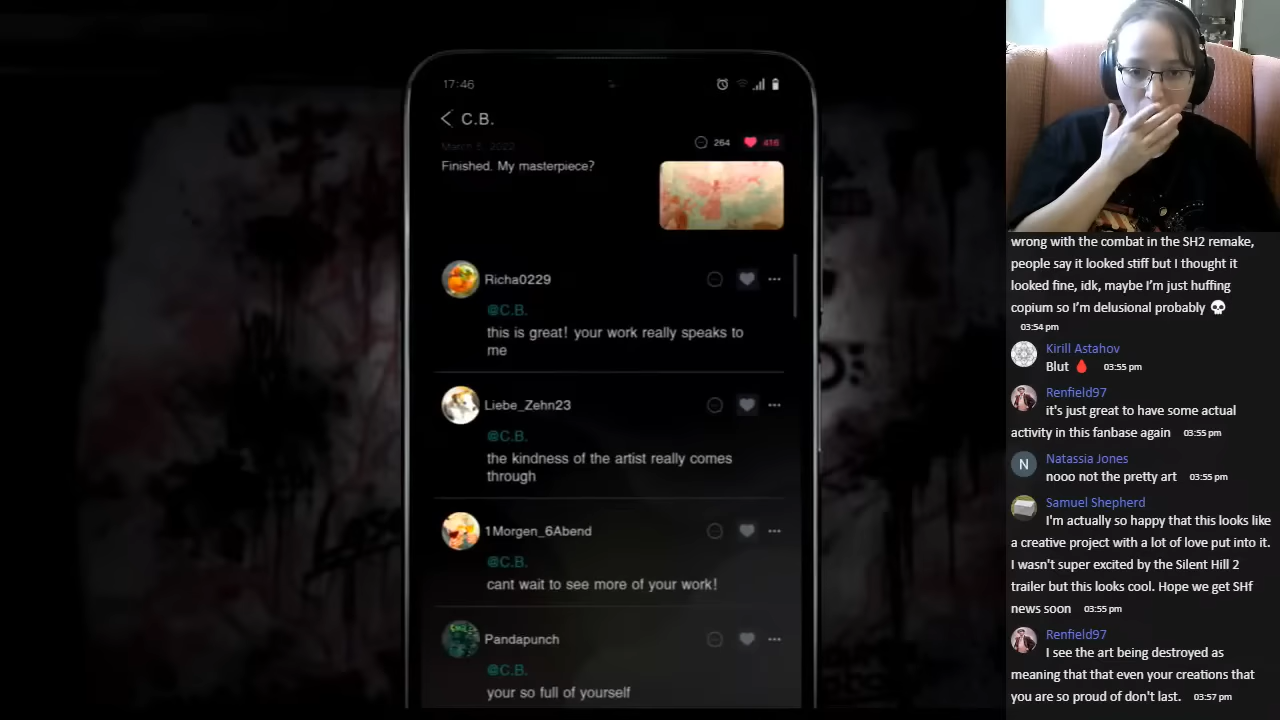 17:46
C.B.
March 5, 2022
264
416
Finished. My masterpiece?
Richa0229
@C.B.
this is great! your work really speaks to
me
Liebe_Zehn23
@C.B.
the kindness of the artist really comes
through
1Morgen_6Abend
@C.B.
cant wait to see more of your work!
Pandapunch
@C.B.
your so full of yourself
wrong with the combat in the SH2 remake,
people say it looked stiff but I thought it
looked fine, idk, maybe I'm just huffing
copium so I'm delusional probably 💀
03:54 pm
Kirill Astahov
Blut 🩸 03:55 pm
Renfield97
it's just great to have some actual
activity in this fanbase again 03:55 pm
N
Natassia Jones
nooo not the pretty art 03:55 pm
Samuel Shepherd
I'm actually so happy that this looks like
a creative project with a lot of love put into it.
I wasn't super excited by the Silent Hill 2
trailer but this looks cool. Hope we get SHf
news soon 03:55 pm
Renfield97
I see the art being destroyed as
meaning that that even your creations that
you are so proud of don't last. 03:57 pm